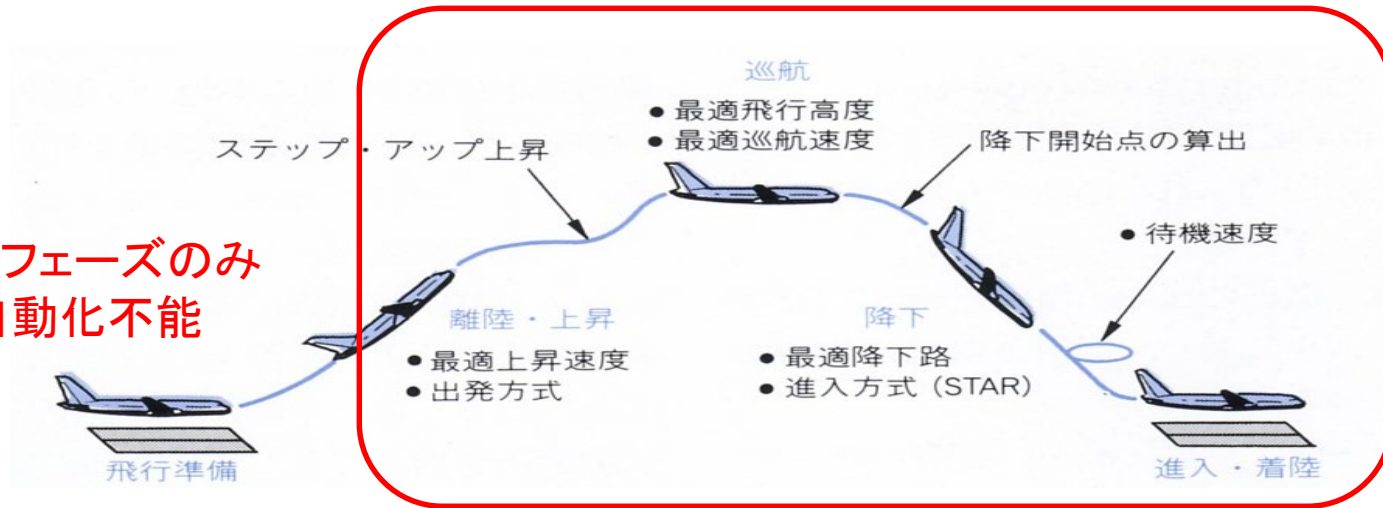 巡航
● 最適飛行高度
● 最適巡航速度
ステップ・アップ上昇
降下開始点の算出
● 待機速度
フェーズのみ
動化不能
離陸・上昇
● 最適上昇速度
● 出発方式
降下
● 最適降下路
● 進入方式 (STAR)
飛行準備
進入・着陸